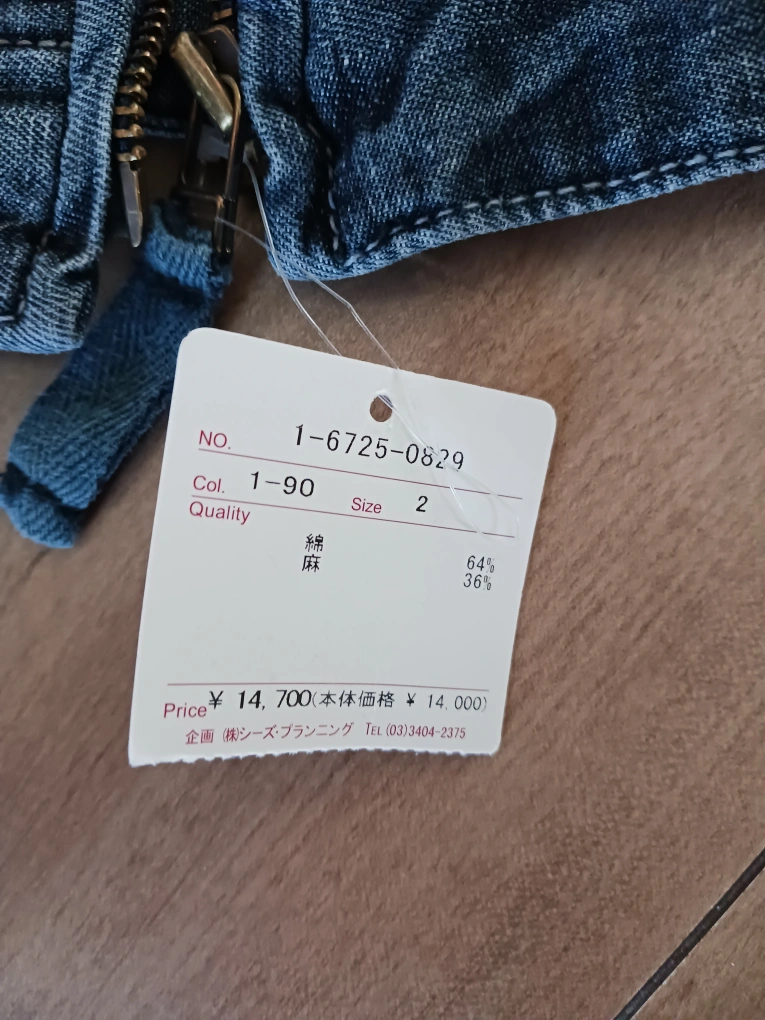 NO. 1-6725-0829
Col. 1-90 Size 2
Quality
綿 64%
麻 36%
Price ¥ 14,700(本体価格 ¥ 14,000)
企画 (株)シーズ・プランニング TEL(03)3404-2375